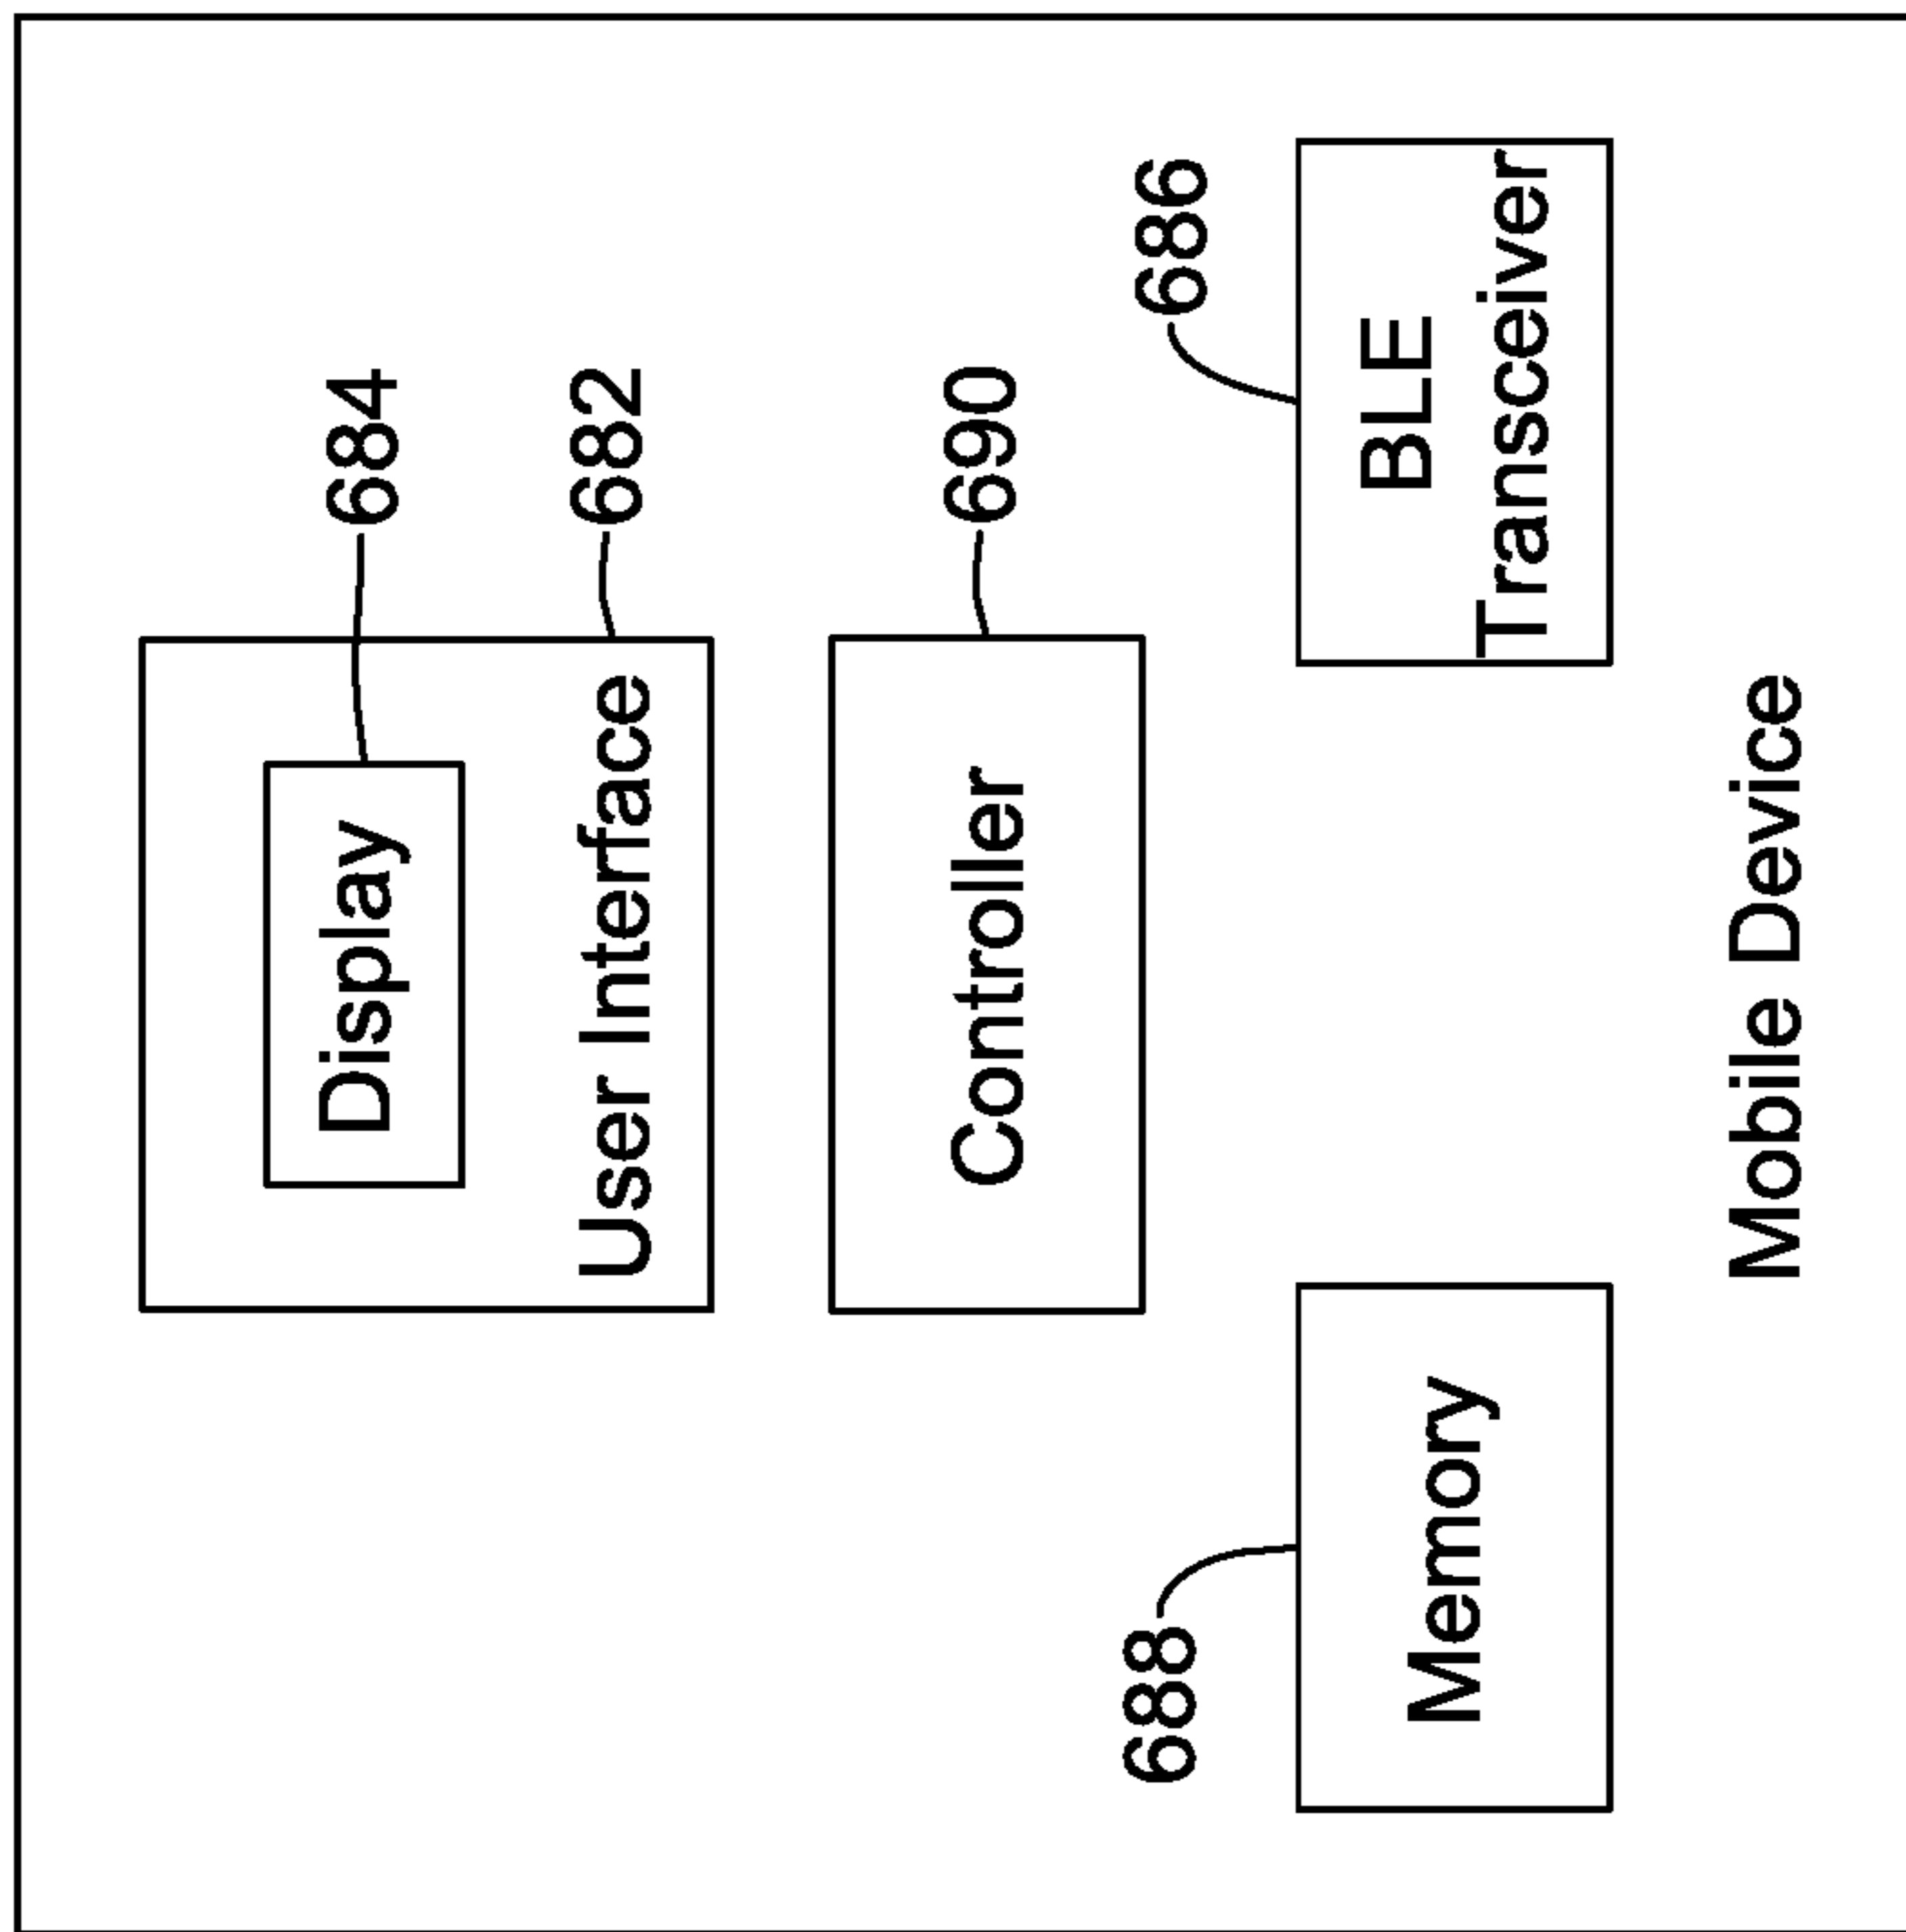 Display
684
User Interface
682
Controller
690
688
686
Memory
BLE
Transceiver
Mobile Device